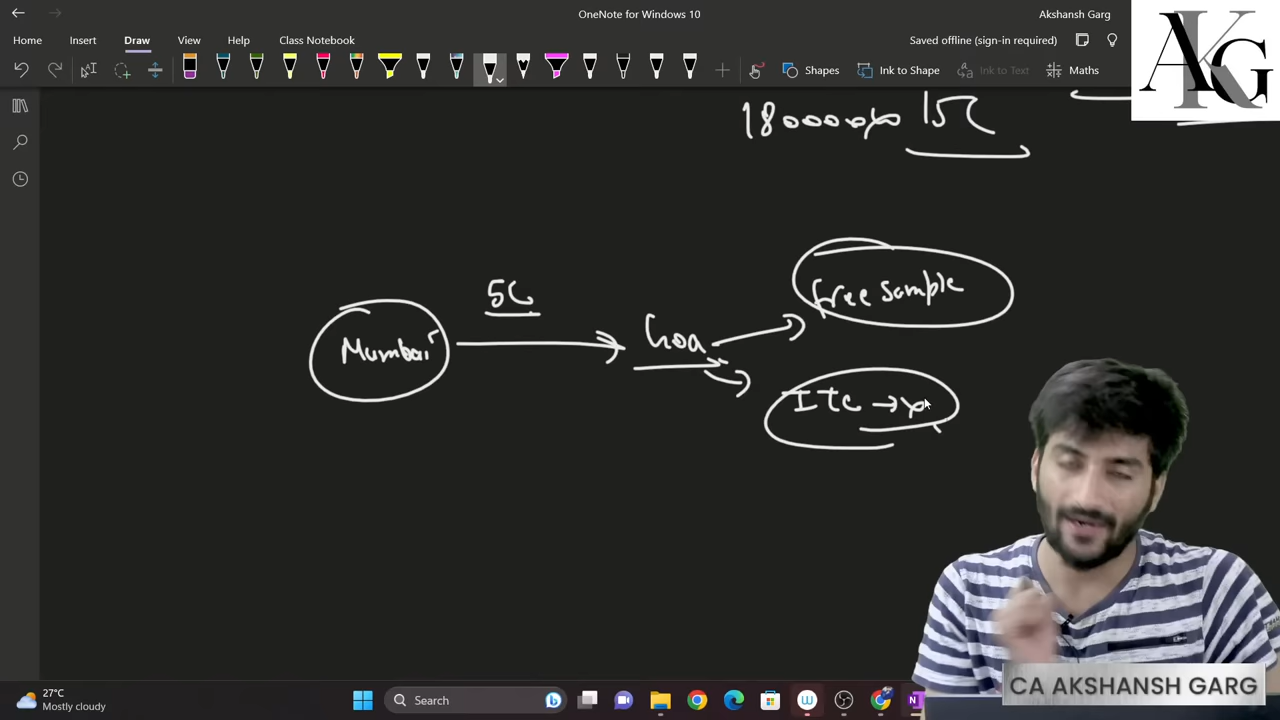 OneNote for Windows 10
Akshansh Garg
Home Insert Draw View Help Class Notebook
Saved offline (sign-in required)
Shapes Ink to Shape Ink to Text Maths
AKG
15C
5C
Free Sample
Mumbai
Goa
ITC → x
CA AKSHANSH GARG
27°C
Mostly cloudy
Search